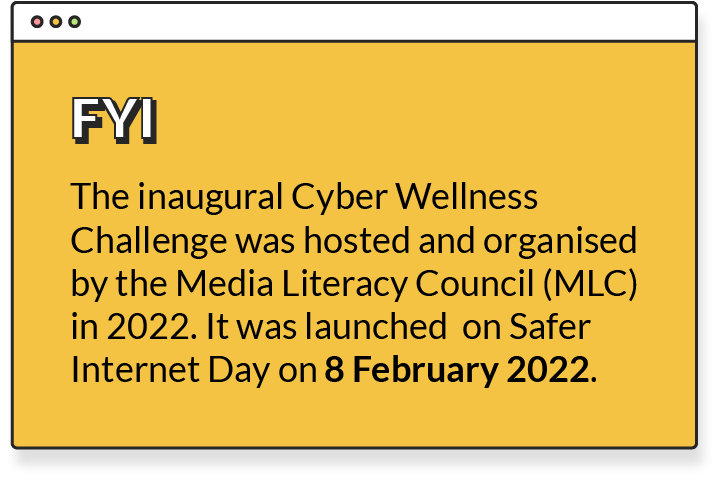 FYI
The inaugural Cyber Wellness
Challenge was hosted and organised
by the Media Literacy Council (MLC)
in 2022. It was launched  on Safer
Internet Day on 8 February 2022.